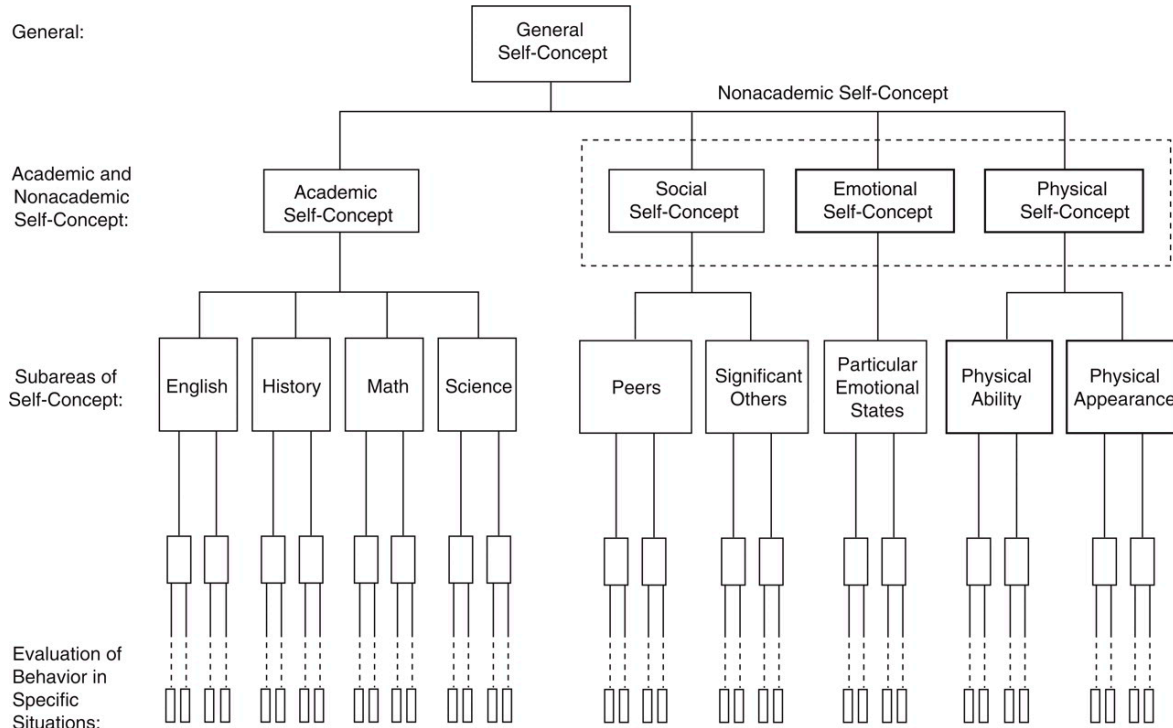 General:
General
Self-Concept
Nonacademic Self-Concept
Academic and
Nonacademic
Self-Concept:
Academic
Self-Concept
Social
Self-Concept
Emotional
Self-Concept
Physical
Self-Concept
Subareas of
Self-Concept:
English
History
Math
Science
Peers
Significant
Others
Particular
Emotional
States
Physical
Ability
Physical
Appearance
Evaluation of
Behavior in
Specific
Situations: